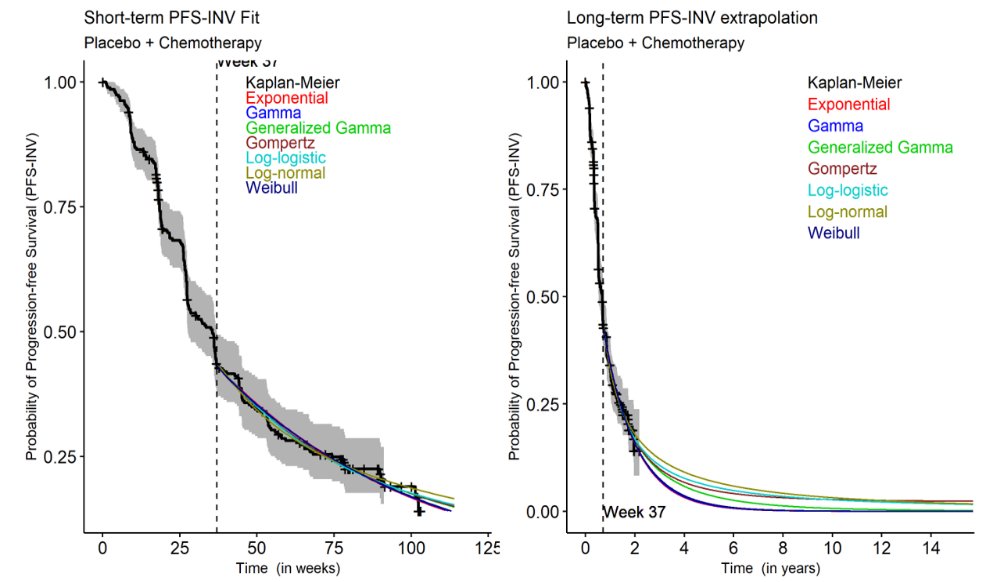 Short-term PFS-INV Fit
Placebo + Chemotherapy
Probability of Progression-free Survival (PFS-INV)
1.00
0.75
0.50
0.25
Week 37
Kaplan-Meier
Exponential
Gamma
Generalized Gamma
Gompertz
Log-logistic
Log-normal
Weibull
0
25
50
75
100
125
Time (in weeks)
Long-term PFS-INV extrapolation
Placebo + Chemotherapy
Probability of Progression-free Survival (PFS-INV)
1.00
0.75
0.50
0.25
0.00
Kaplan-Meier
Exponential
Gamma
Generalized Gamma
Gompertz
Log-logistic
Log-normal
Weibull
Week 37
0
2
4
6
8
10
12
14
Time (in years)